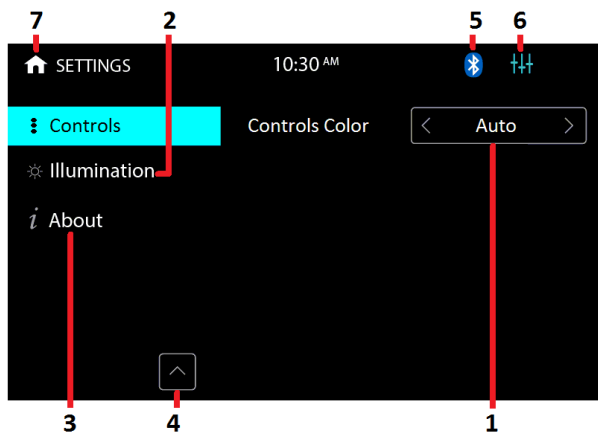 7 2 5 6
SETTINGS 10:30 AM
Controls Controls Color < Auto >
Illumination
i About
3 4 1